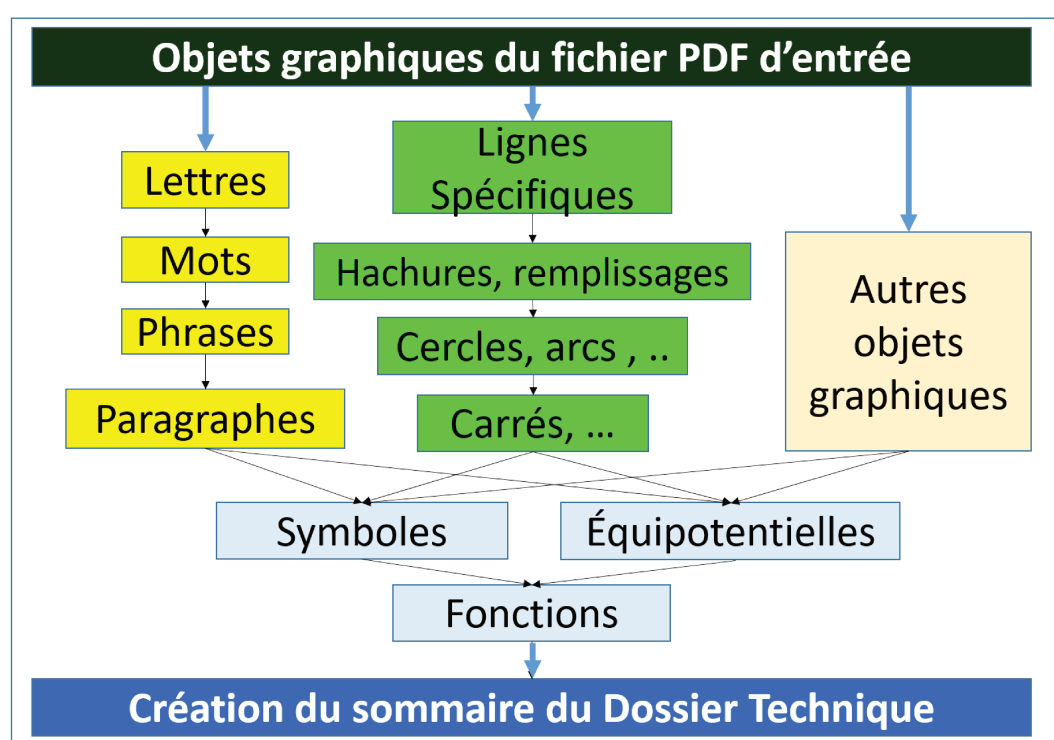 Objets graphiques du fichier PDF d’entrée
Lettres
Mots
Phrases
Paragraphes
Lignes
Spécifiques
Hachures, remplissages
Cercles, arcs , ..
Carrés, …
Autres
objets
graphiques
Symboles
Équipotentielles
Fonctions
Création du sommaire du Dossier Technique